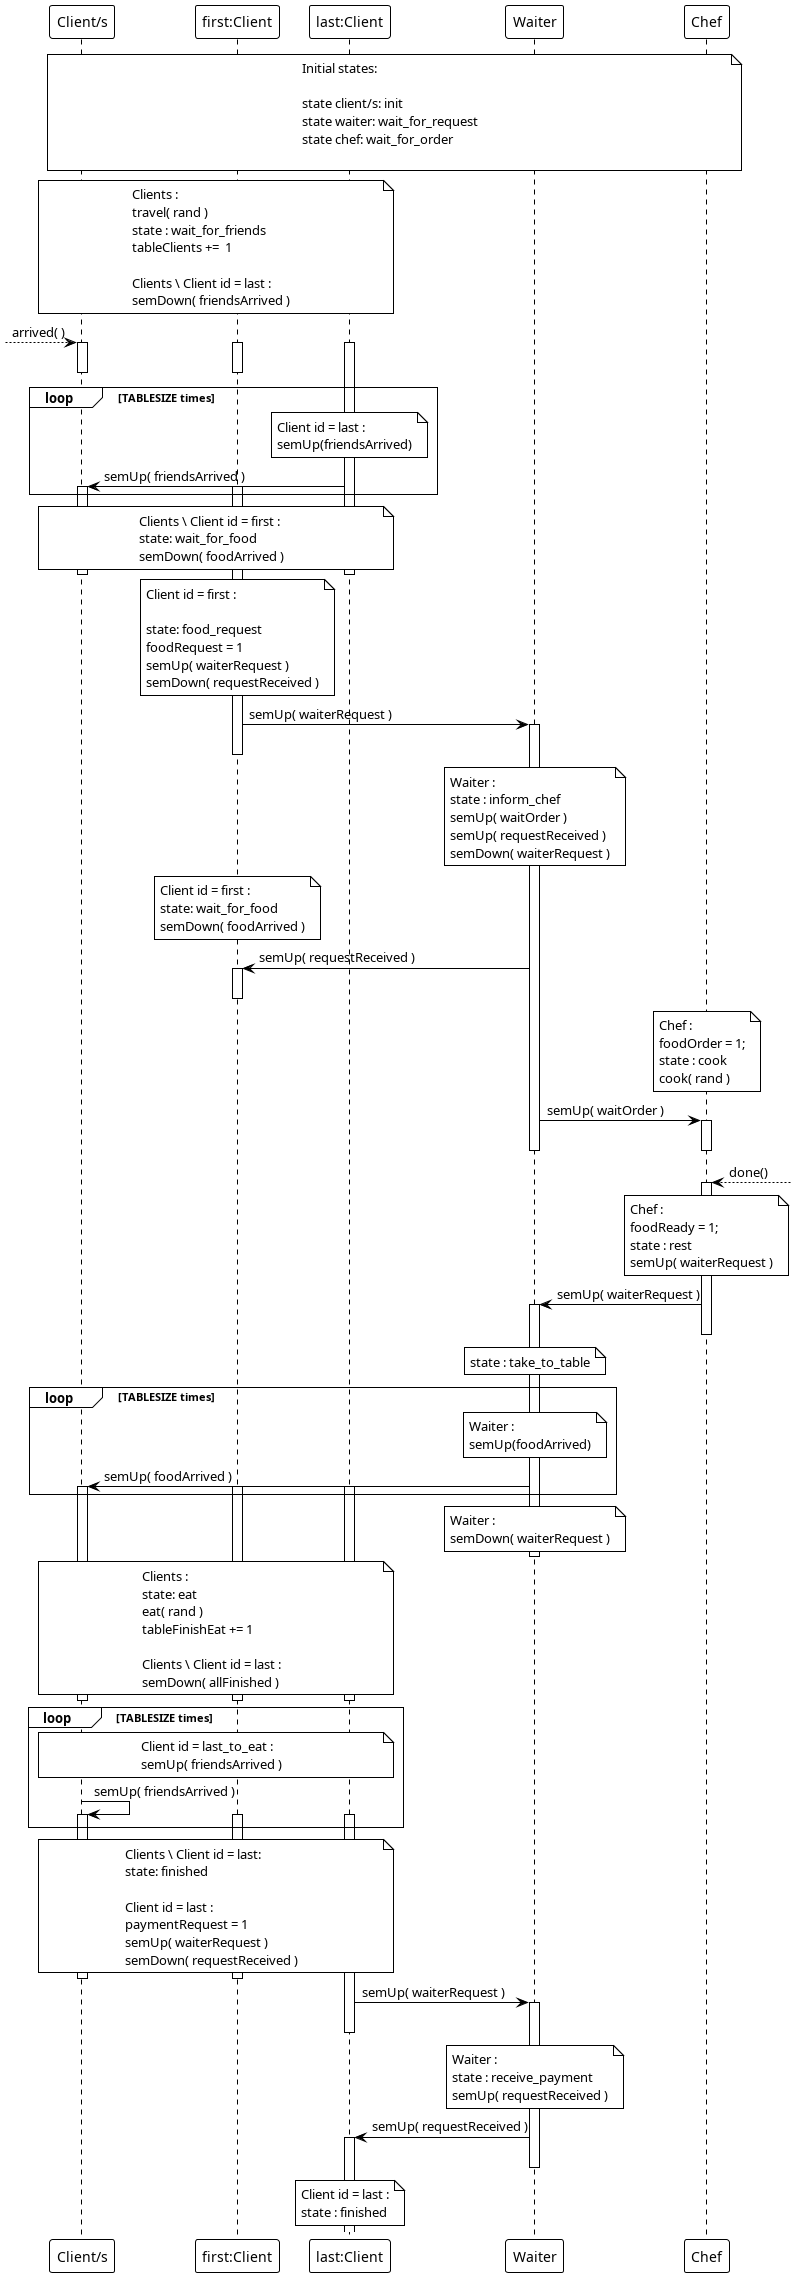 Client/s
first:Client
last:Client
Waiter
Chef
Initial states:
state client/s: init
state waiter: wait_for_request
state chef: wait_for_order
Clients :
travel( rand )
state : wait_for_friends
tableClients += 1
Clients \ Client id = last :
semDown( friendsArrived )
arrived( )
loop
[TABLESIZE times]
Client id = last :
semUp(friendsArrived)
semUp( friendsArrived )
Clients \ Client id = first :
state: wait_for_food
semDown( foodArrived )
Client id = first :
state: food_request
foodRequest = 1
semUp( waiterRequest )
semDown( requestReceived )
semUp( waiterRequest )
Waiter :
state : inform_chef
semUp( waitOrder )
semUp( requestReceived )
semDown( waiterRequest )
Client id = first :
state: wait_for_food
semDown( foodArrived )
semUp( requestReceived )
Chef :
foodOrder = 1;
state : cook
cook( rand )
semUp( waitOrder )
done()
Chef :
foodReady = 1;
state : rest
semUp( waiterRequest )
semUp( waiterRequest )
state : take_to_table
loop
[TABLESIZE times]
Waiter :
semUp(foodArrived)
semUp( foodArrived )
Waiter :
semDown( waiterRequest )
Clients :
state: eat
eat( rand )
tableFinishEat += 1
Clients \ Client id = last :
semDown( allFinished )
loop
[TABLESIZE times]
Client id = last_to_eat :
semUp( friendsArrived )
semUp( friendsArrived )
Clients \ Client id = last:
state: finished
Client id = last :
paymentRequest = 1
semUp( waiterRequest )
semDown( requestReceived )
semUp( waiterRequest )
Waiter :
state : receive_payment
semUp( requestReceived )
semUp( requestReceived )
Client id = last :
state : finished
Client/s
first:Client
last:Client
Waiter
Chef